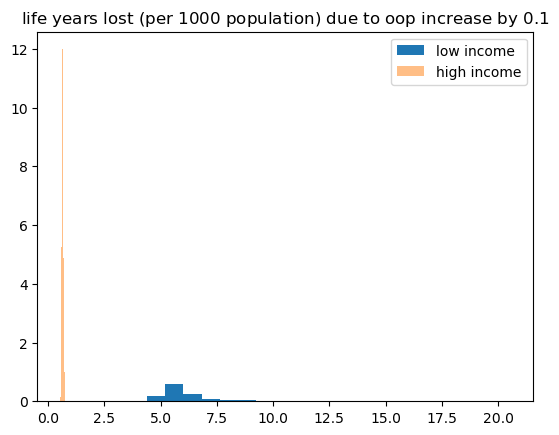 life years lost (per 1000 population) due to oop increase by 0.1
low income
high income
12
10
8
6
4
2
0
0.0 2.5 5.0 7.5 10.0 12.5 15.0 17.5 20.0